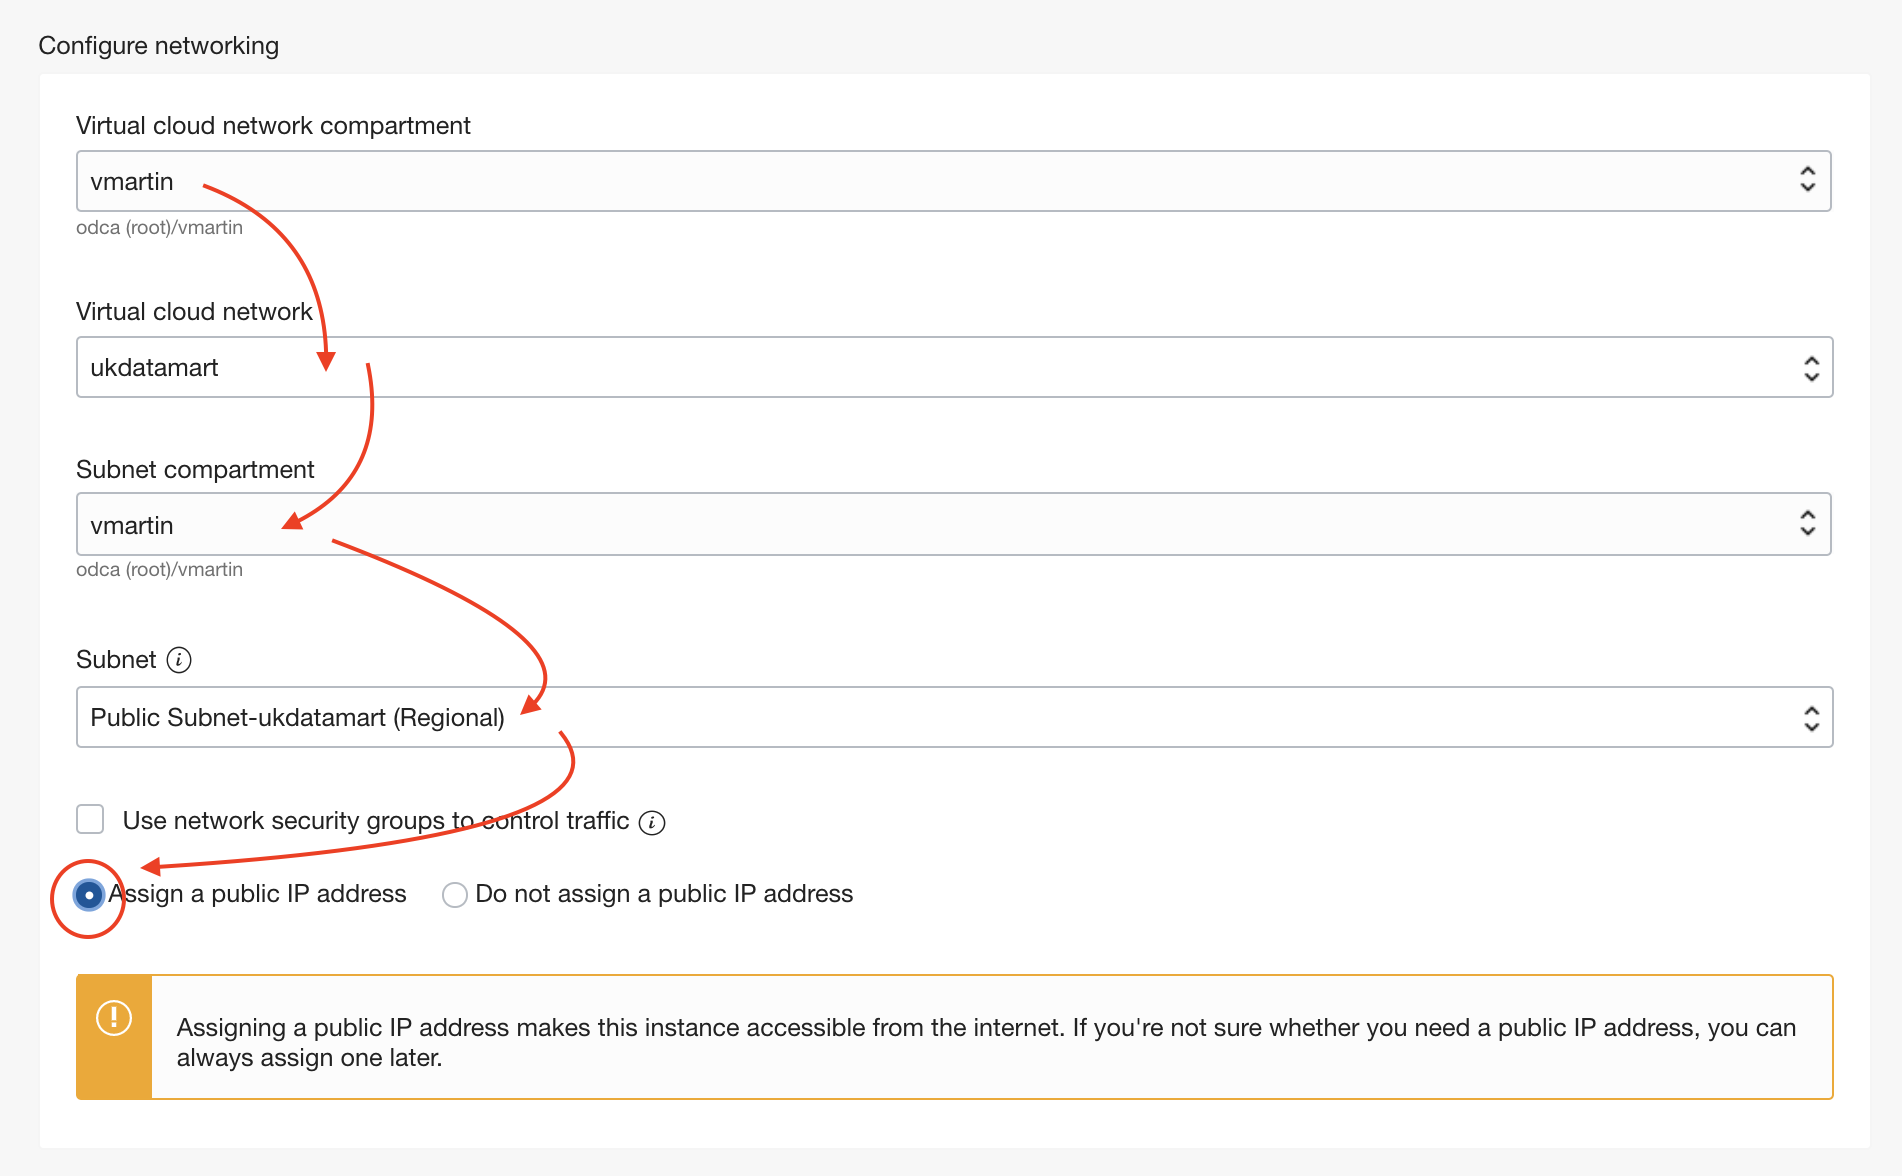 Configure networking
Virtual cloud network compartment
vmartin
odca (root)/vmartin
Virtual cloud network
ukdatamart
Subnet compartment
vmartin
odca (root)/vmartin
Subnet
Public Subnet-ukdatamart (Regional)
Use network security groups to control traffic
Assign a public IP address Do not assign a public IP address
Assigning a public IP address makes this instance accessible from the internet. If you're not sure whether you need a public IP address, you can
always assign one later.